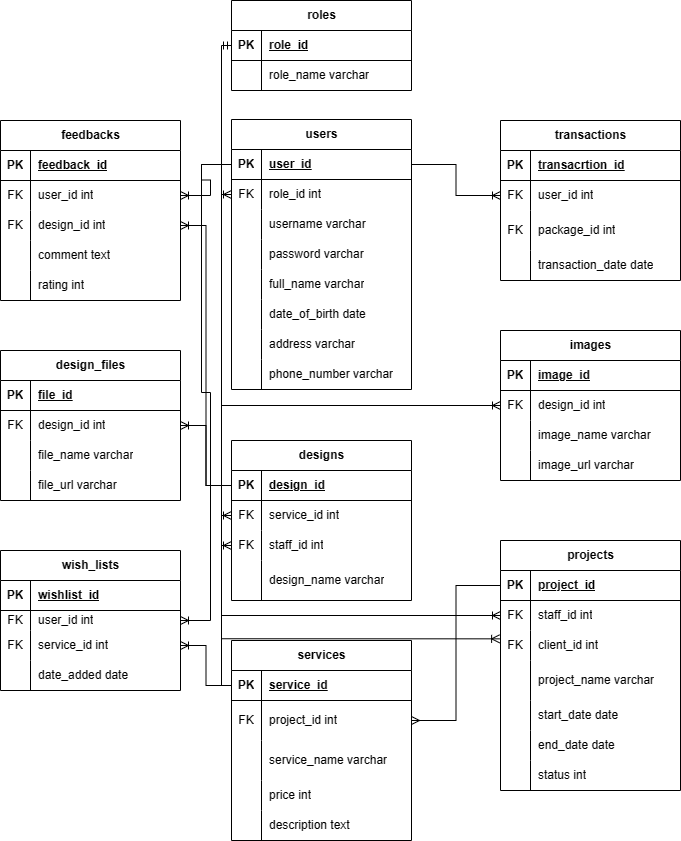 roles
PK role_id
role_name varchar
feedbacks
PK feedback_id
FK user_id int
FK design_id int
comment text
rating int
users
PK user_id
FK role_id int
username varchar
password varchar
full_name varchar
date_of_birth date
address varchar
phone_number varchar
transactions
PK transacrtion_id
FK user_id int
FK package_id int
transaction_date date
design_files
PK file_id
FK design_id int
file_name varchar
file_url varchar
images
PK image_id
FK design_id int
image_name varchar
image_url varchar
designs
PK design_id
FK service_id int
FK staff_id int
design_name varchar
wish_lists
PK wishlist_id
FK user_id int
FK service_id int
date_added date
projects
PK project_id
FK staff_id int
FK client_id int
project_name varchar
start_date date
end_date date
status int
services
PK service_id
FK project_id int
service_name varchar
price int
description text